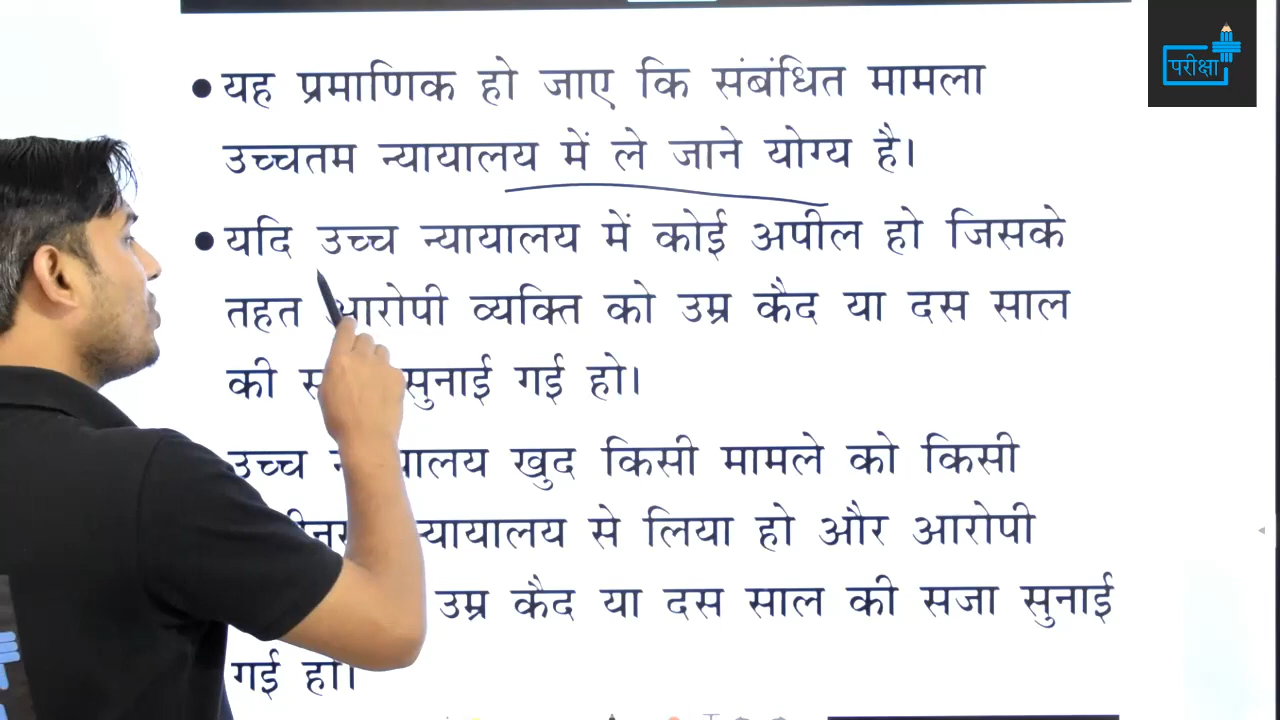 परीक्षा
यह प्रमाणिक हो जाए कि संबंधित मामला
उच्चतम न्यायालय में ले जाने योग्य है।
यदि उच्च न्यायालय में कोई अपील हो जिसके
तहत आरोपी व्यक्ति को उम्र कैद या दस साल
की सुनाई गई हो।
उच्च खुद किसी मामले को किसी
से लिया हो और आरोपी
उम्र कैद या दस साल की सजा सुनाई
गई हो।